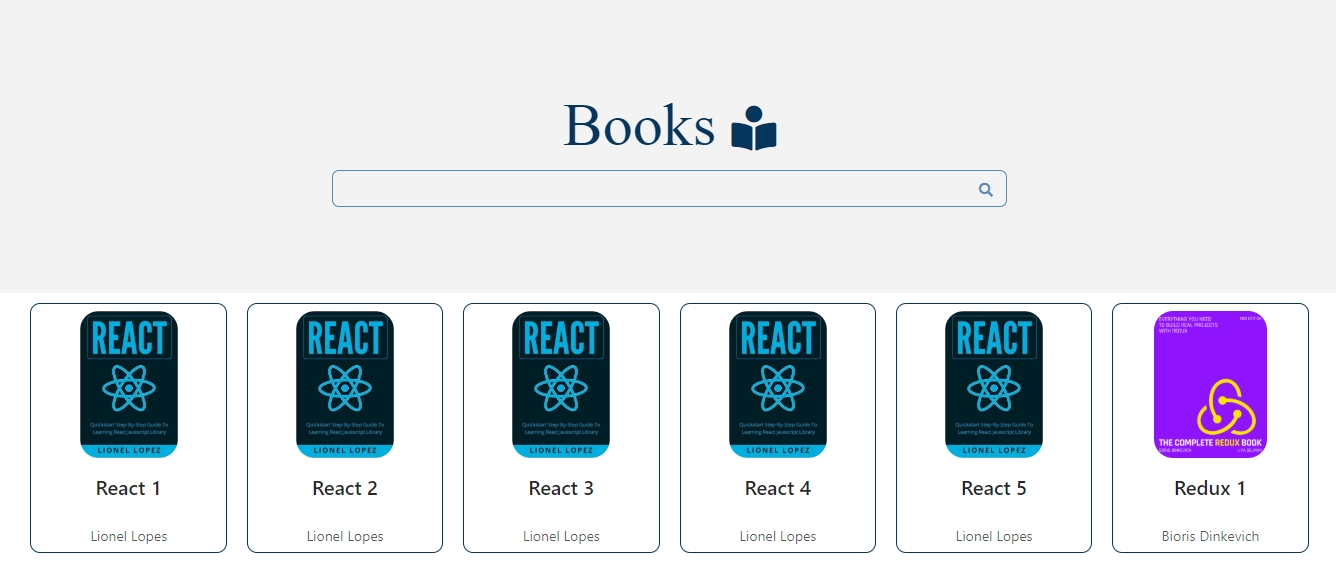 Books
REACT
Quickstart Step-By-Step Guide To
Learning React Javascript Library
LIONEL LOPEZ
React 1
Lionel Lopes
REACT
Quickstart Step-By-Step Guide To
Learning React Javascript Library
LIONEL LOPEZ
React 2
Lionel Lopes
REACT
Quickstart Step-By-Step Guide To
Learning React Javascript Library
LIONEL LOPEZ
React 3
Lionel Lopes
REACT
Quickstart Step-By-Step Guide To
Learning React Javascript Library
LIONEL LOPEZ
React 4
Lionel Lopes
REACT
Quickstart Step-By-Step Guide To
Learning React Javascript Library
LIONEL LOPEZ
React 5
Lionel Lopes
EVERYTHING YOU NEED
TO BUILD REAL PROJECTS
WITH REDUX
THE COMPLETE REDUX BOOK
BORIS DINKEVICH
Redux 1
Bioris Dinkevich